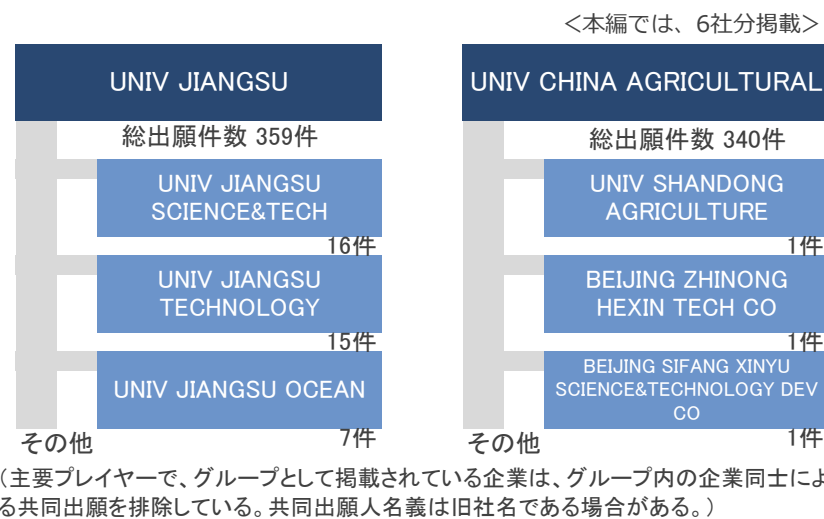 ＜本編では、6社分掲載＞
UNIV JIANGSU
総出願件数 359件
UNIV JIANGSU
SCIENCE&TECH
16件
UNIV JIANGSU
TECHNOLOGY
15件
UNIV JIANGSU OCEAN
7件
その他
UNIV CHINA AGRICULTURAL
総出願件数 340件
UNIV SHANDONG
AGRICULTURE
1件
BEIJING ZHINONG
HEXIN TECH CO
1件
BEIJING SIFANG XINYU
SCIENCE&TECHNOLOGY DEV
CO
1件
その他
（主要プレイヤーで、グループとして掲載されている企業は、グループ内の企業同士によ
る共同出願を排除している。共同出願人名義は旧社名である場合がある。）